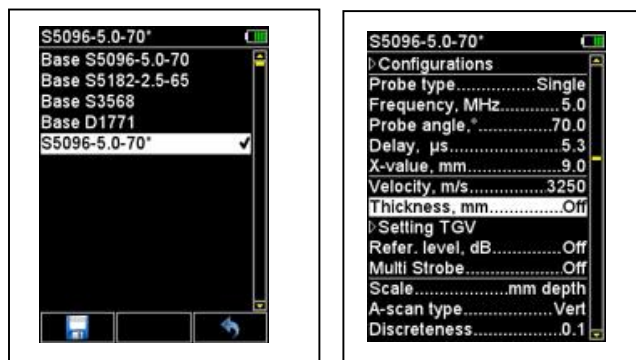 S5096-5.0-70*
Base S5096-5.0-70
Base S5182-2.5-65
Base S3568
Base D1771
S5096-5.0-70* ✔
S5096-5.0-70*
▷Configurations
Probe type................Single
Frequency, MHz............5.0
Probe angle,°..............70.0
Delay, µs.....................5.3
X-value, mm.................9.0
Velocity, m/s................3250
Thickness, mm..............Off
▷Setting TGV
Refer. level, dB.............Off
Multi Strobe.................Off
Scale................mm depth
A-scan type................Vert
Discreteness................0.1